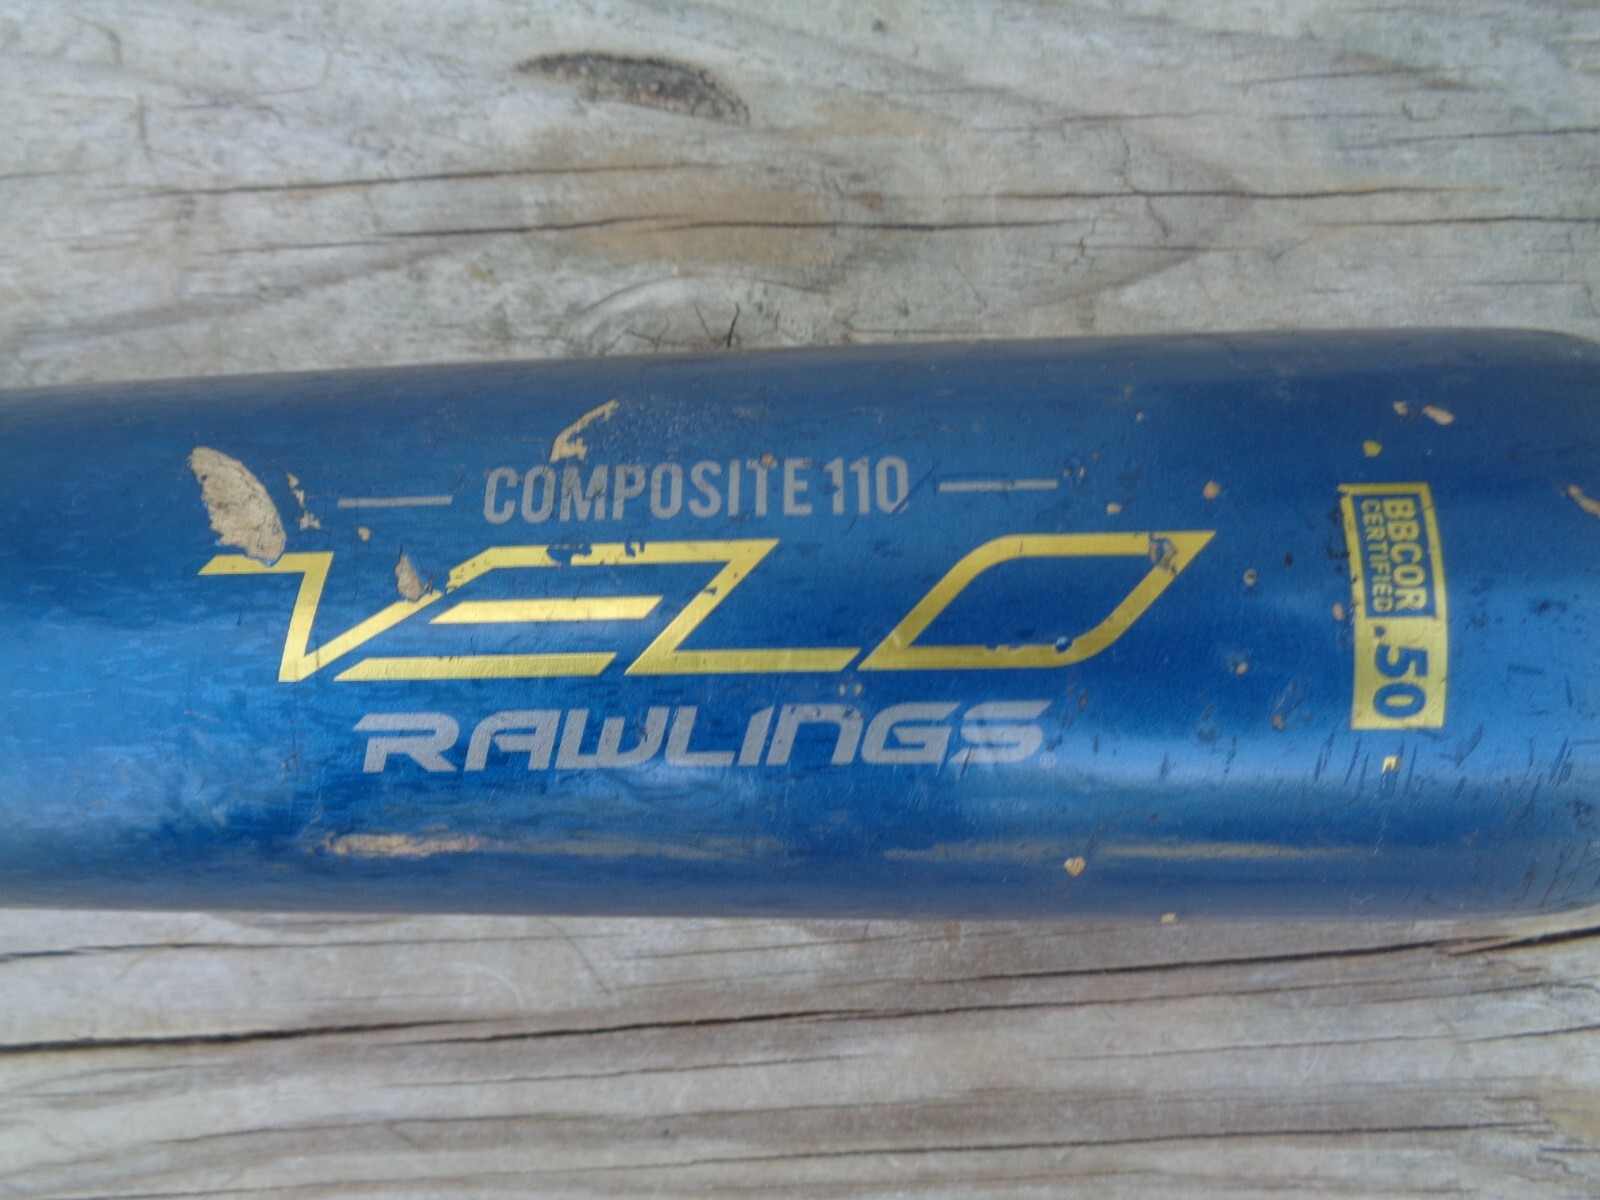 COMPOSITE 110
VELO
RAWLINGS®
BBCOR
CERTIFIED
.50